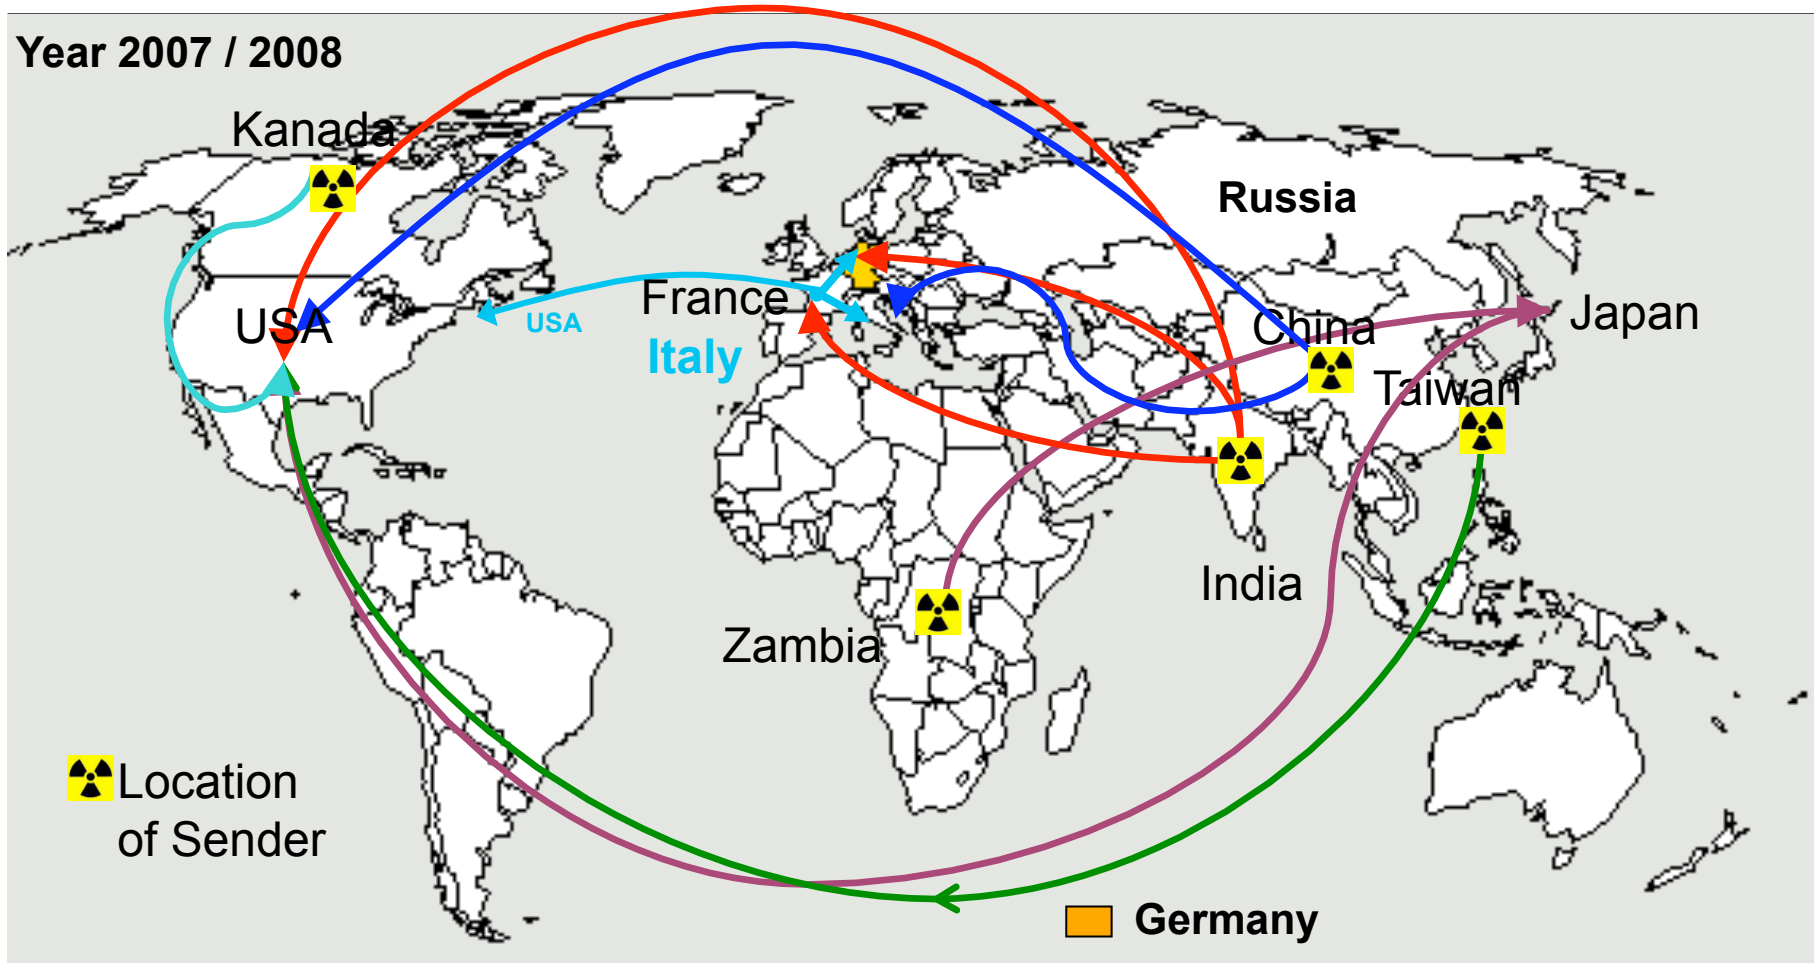 Year 2007 / 2008
Kanada
Russia
France
USA
USA
Italy
China
Japan
Taiwan
India
Zambia
Location
of Sender
Germany